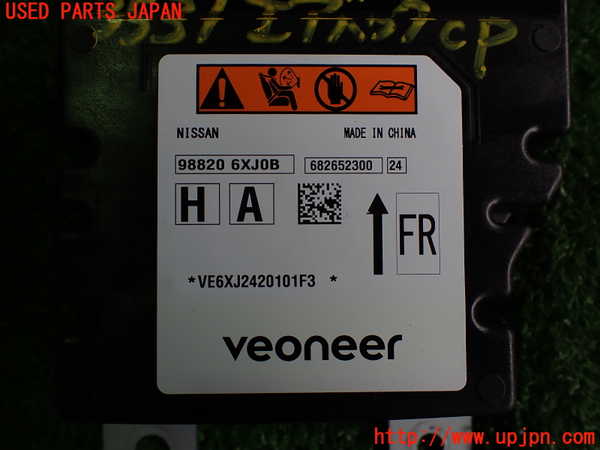 USED PARTS JAPAN
NISSAN
MADE IN CHINA
98820 6XJ0B
682652300
24
H
A
FR
*VE6XJ2420101F3 *
veoneer
http://www.upjpn.com